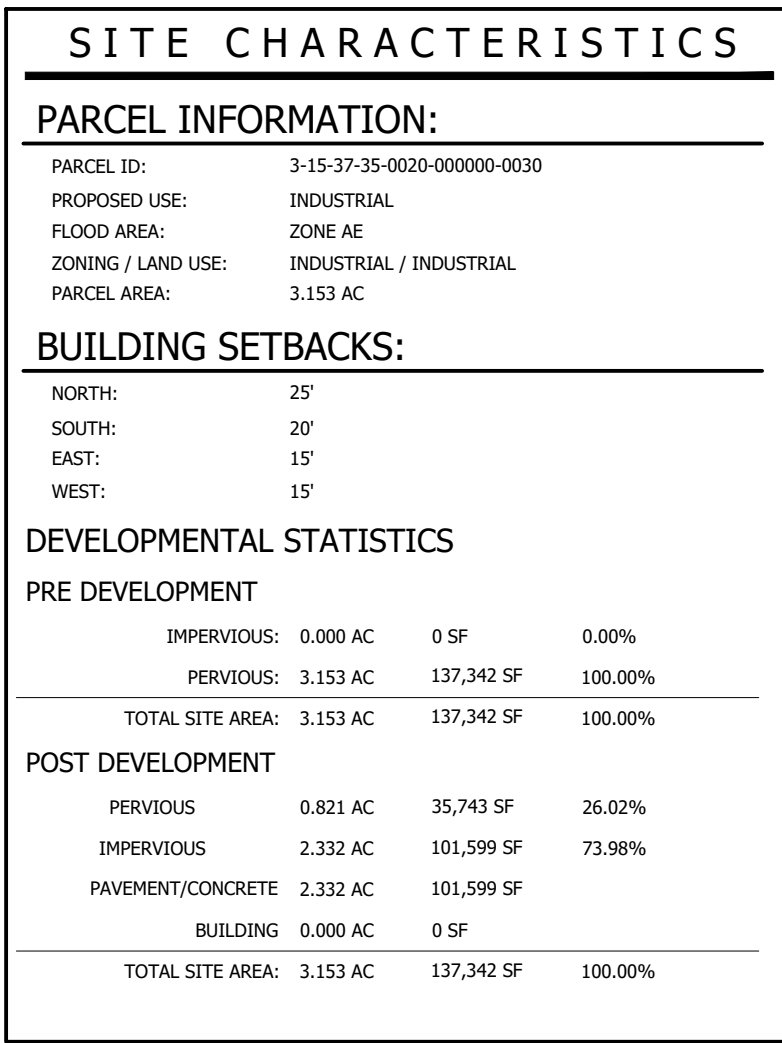 SITE CHARACTERISTICS
PARCEL INFORMATION:
PARCEL ID: 3-15-37-35-0020-000000-0030
PROPOSED USE: INDUSTRIAL
FLOOD AREA: ZONE AE
ZONING / LAND USE: INDUSTRIAL / INDUSTRIAL
PARCEL AREA: 3.153 AC
BUILDING SETBACKS:
NORTH: 25'
SOUTH: 20'
EAST: 15'
WEST: 15'
DEVELOPMENTAL STATISTICS
PRE DEVELOPMENT
IMPERVIOUS: 0.000 AC 0 SF 0.00%
PERVIOUS: 3.153 AC 137,342 SF 100.00%
TOTAL SITE AREA: 3.153 AC 137,342 SF 100.00%
POST DEVELOPMENT
PERVIOUS 0.821 AC 35,743 SF 26.02%
IMPERVIOUS 2.332 AC 101,599 SF 73.98%
PAVEMENT/CONCRETE 2.332 AC 101,599 SF
BUILDING 0.000 AC 0 SF
TOTAL SITE AREA: 3.153 AC 137,342 SF 100.00%